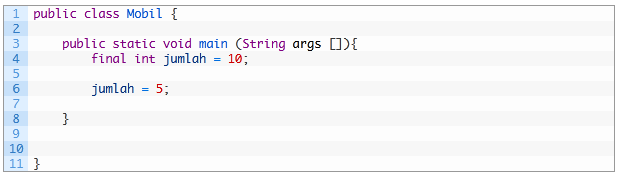 1 public class Mobil {
2
3     public static void main (String args []){
4         final int jumlah = 10;
5
6         jumlah = 5;
7
8     }
9
10
11 }